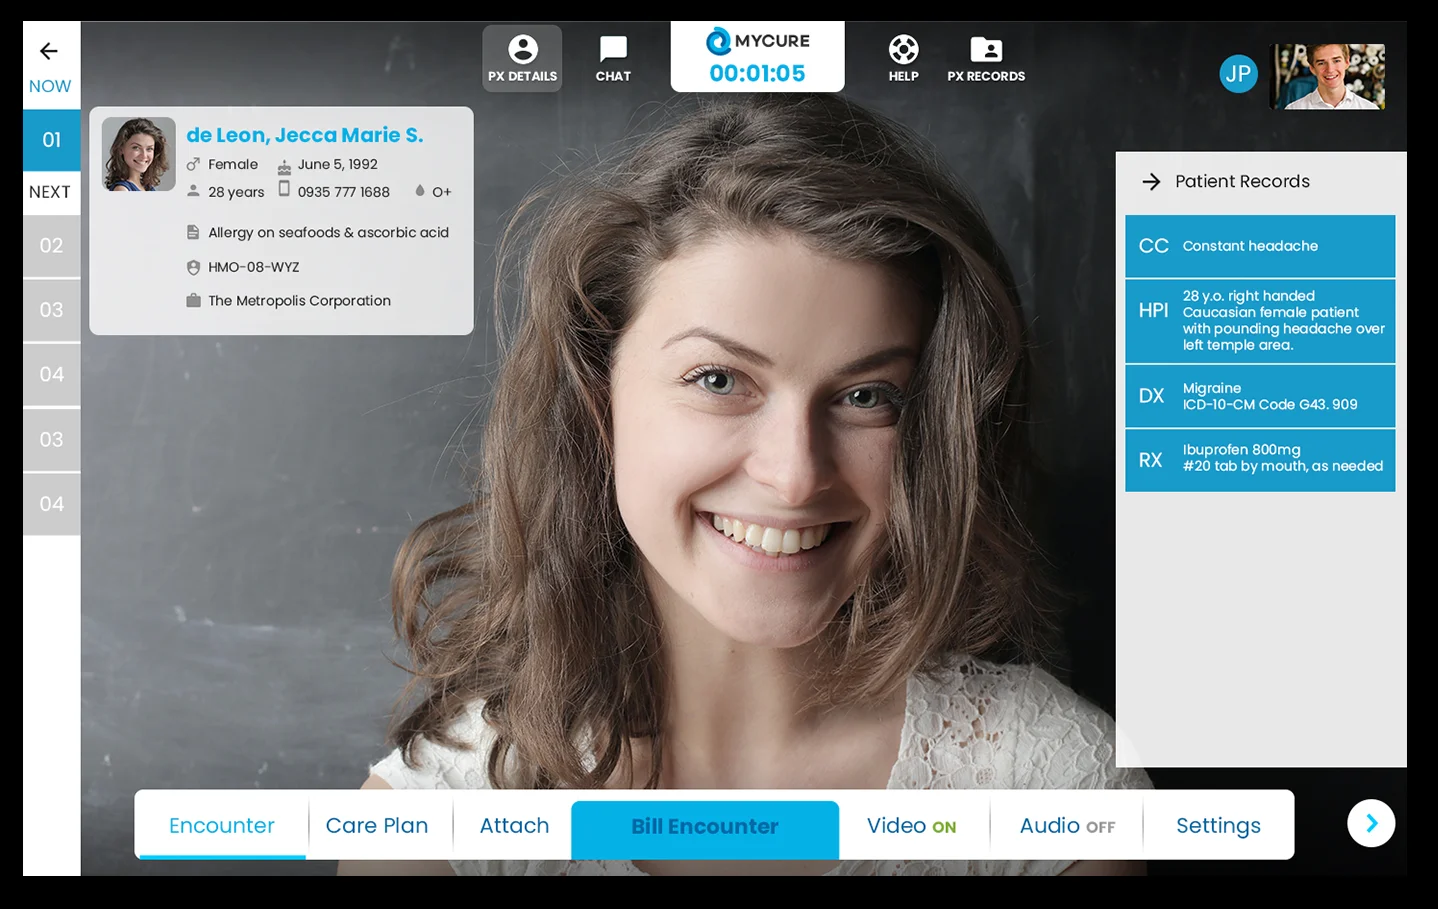 NOW
01
NEXT
02
03
04
03
04
PX DETAILS
CHAT
MYCURE
00:01:05
HELP
PX RECORDS
JP
de Leon, Jecca Marie S.
Female
June 5, 1992
28 years
0935 777 1688
O+
Allergy on seafoods & ascorbic acid
HMO-08-WYZ
The Metropolis Corporation
Patient Records
CC
Constant headache
HPI
28 y.o. right handed
Caucasian female patient
with pounding headache over
left temple area.
DX
Migraine
ICD-10-CM Code G43. 909
RX
Ibuprofen 800mg
#20 tab by mouth, as needed
Encounter
Care Plan
Attach
Bill Encounter
Video ON
Audio OFF
Settings